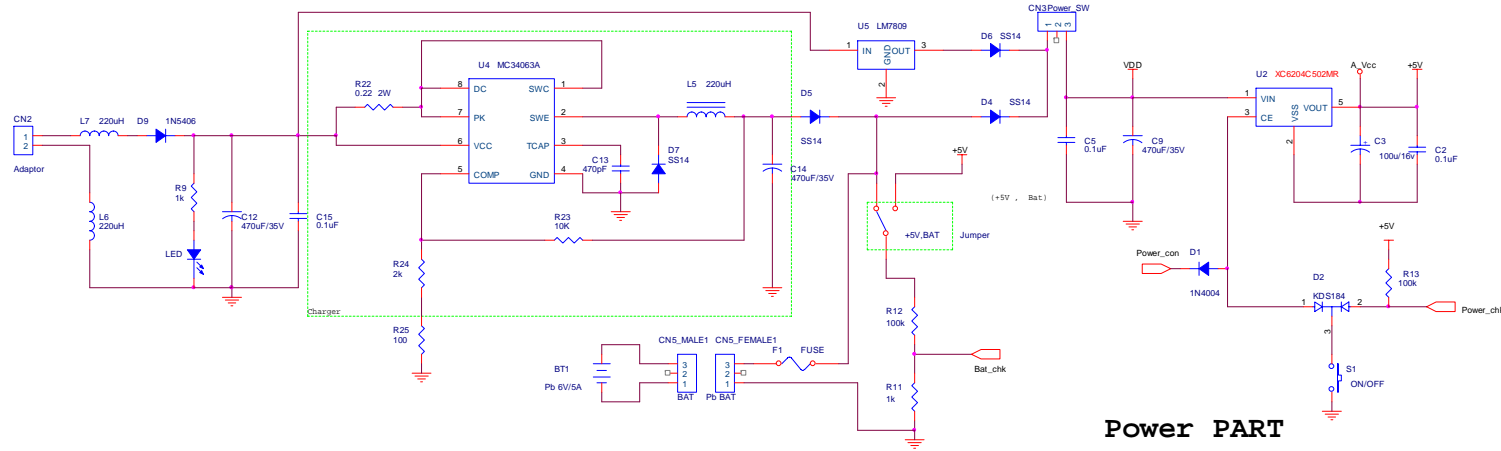 CN3Power_SW
1 2 3
U5 LM7809
1 IN GND OUT 3
2
D6 SS14
VDD
A_Vcc
+5V
U2 XC6204C502MR
1 VIN VOUT 5
3 CE VSS
2
U4 MC34063A
8 DC SWC 1
7 PK SWE 2
6 VCC TCAP 3
5 COMP GND 4
R22
0.22 2W
L5 220uH
D5
SS14
D4 SS14
CN2
1
2
Adaptor
L7 220uH D9 1N5406
L6
220uH
R9
1k
LED
C12
470uF/35V
C15
0.1uF
C13
470pF
D7
SS14
C14
470uF/35V
R23
10K
R24
2k
R25
100
Charger
+5V
+5V,BAT
Jumper
(+5V , Bat)
C5
0.1uF
C9
470uF/35V
C3
100u/16v
C2
0.1uF
Power_con
D1
1N4004
D2
KDS184
1 2
3
+5V
R13
100k
Power_chk
S1
ON/OFF
R12
100k
Bat_chk
R11
1k
BT1
Pb 6V/5A
CN5_MALE1
3
2
1
BAT
CN5_FEMALE1
3
2
1
Pb BAT
F1 FUSE
Power PART